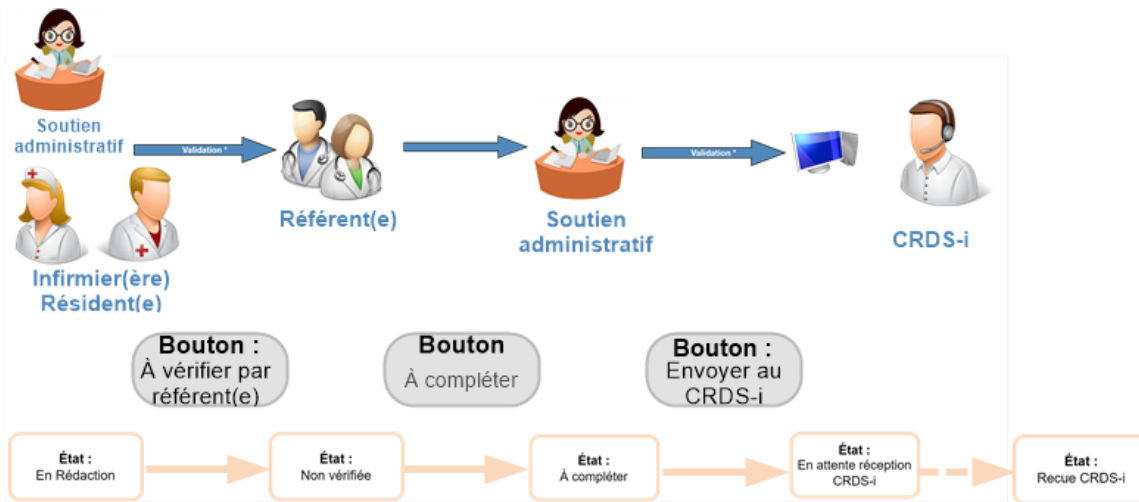 Soutien
administratif
Validation *
Infirmier(ère)
Résident(e)
Référent(e)
Soutien
administratif
Validation *
CRDS-i
Bouton :
À vérifier par
référent(e)
Bouton
À compléter
Bouton :
Envoyer au
CRDS-i
État :
En Rédaction
État :
Non vérifiée
État :
À compléter
État :
En attente réception
CRDS-i
État :
Recue CRDS-i